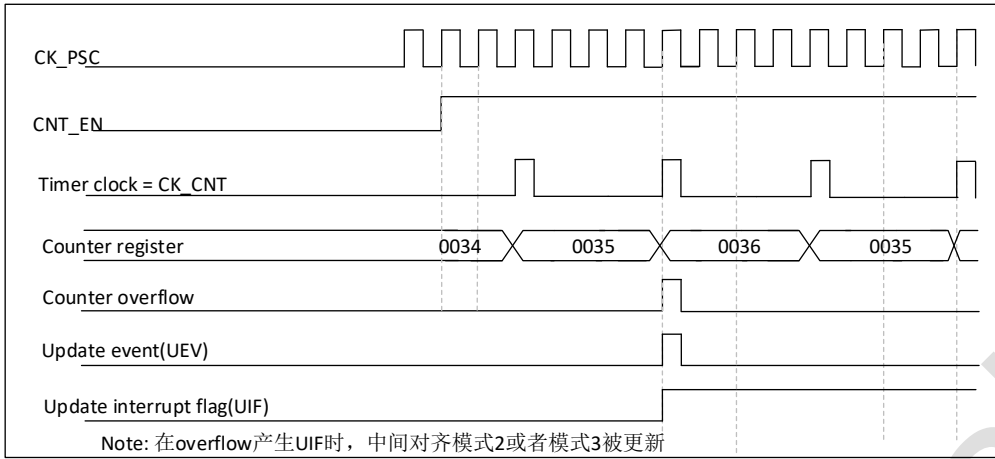 CK_PSC
CNT_EN
Timer clock = CK_CNT
Counter register 0034 0035 0036 0035
Counter overflow
Update event(UEV)
Update interrupt flag(UIF)
Note: 在overflow产生UIF时，中间对齐模式2或者模式3被更新